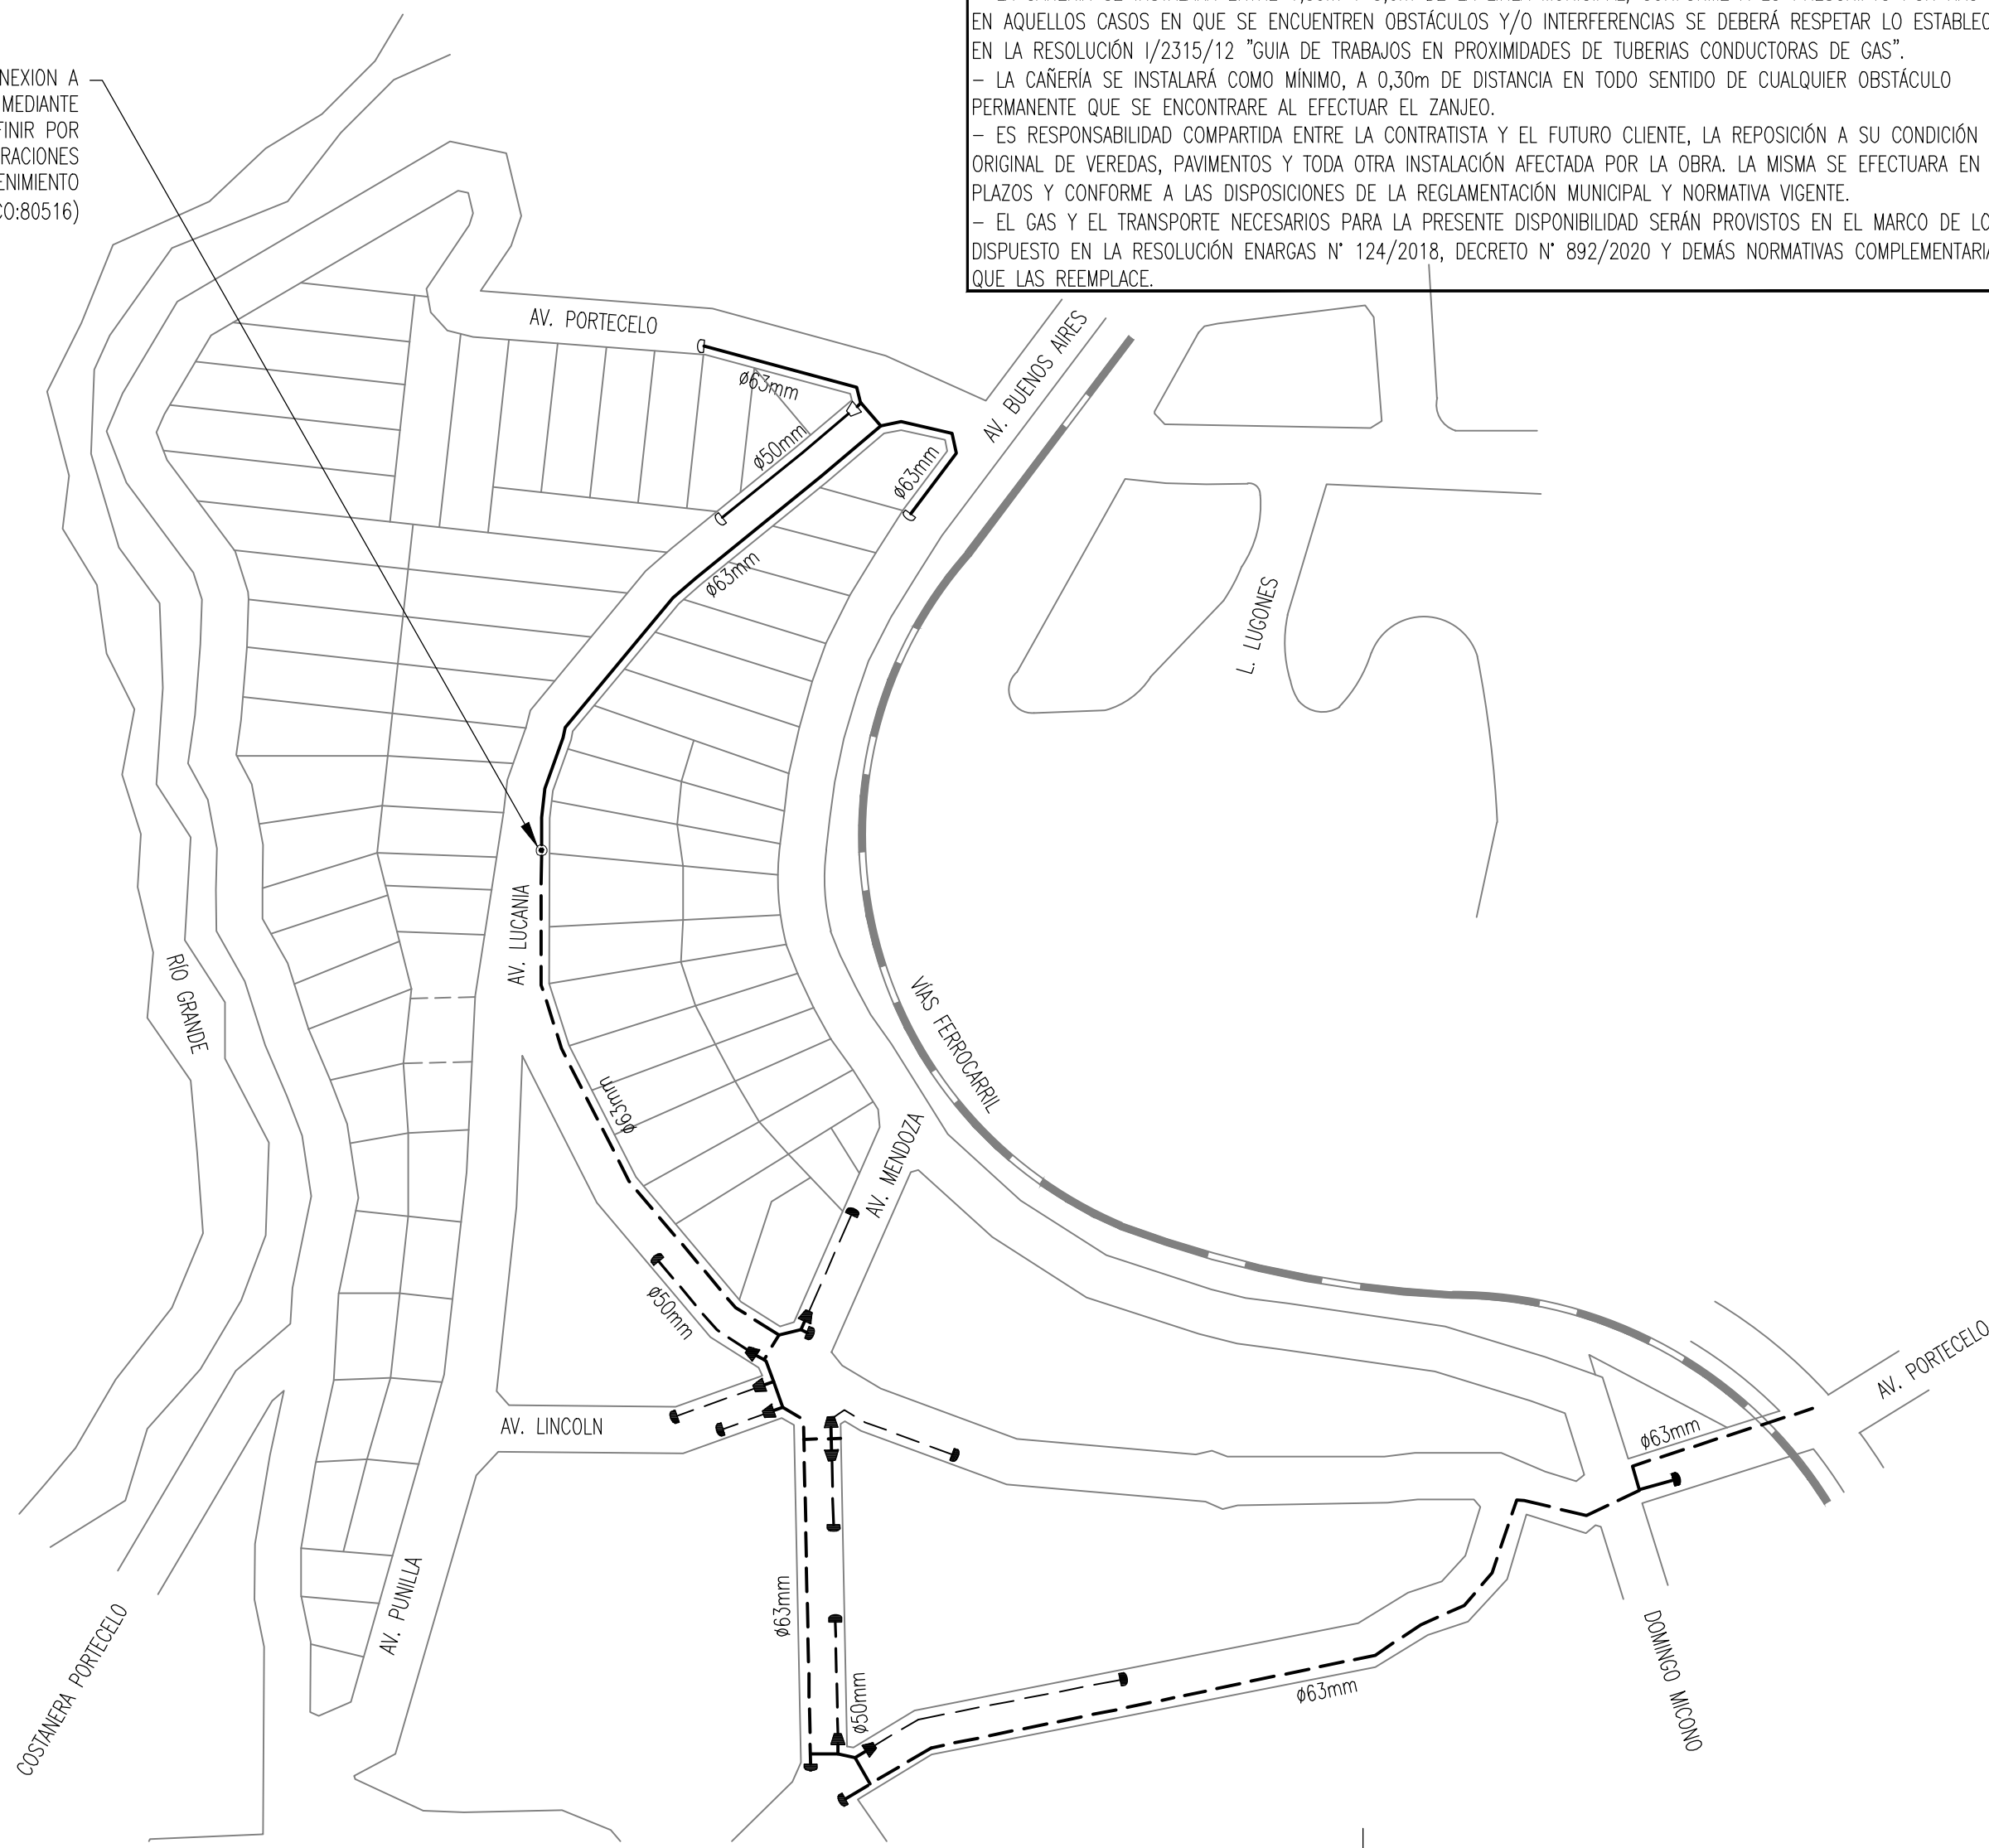 NEXION A
MEDIANTE
FINIR POR
RACIONES
ENIMIENTO
CO:80516)
EN AQUELLOS CASOS EN QUE SE ENCUENTREN OBSTÁCULOS Y/O INTERFERENCIAS SE DEBERÁ RESPETAR LO ESTABLEC
EN LA RESOLUCIÓN I/2315/12 "GUIA DE TRABAJOS EN PROXIMIDADES DE TUBERIAS CONDUCTORAS DE GAS".
– LA CAÑERÍA SE INSTALARÁ COMO MÍNIMO, A 0,30m DE DISTANCIA EN TODO SENTIDO DE CUALQUIER OBSTÁCULO
PERMANENTE QUE SE ENCONTRARE AL EFECTUAR EL ZANJEO.
– ES RESPONSABILIDAD COMPARTIDA ENTRE LA CONTRATISTA Y EL FUTURO CLIENTE, LA REPOSICIÓN A SU CONDICIÓN
ORIGINAL DE VEREDAS, PAVIMENTOS Y TODA OTRA INSTALACIÓN AFECTADA POR LA OBRA. LA MISMA SE EFECTUARA EN
PLAZOS Y CONFORME A LAS DISPOSICIONES DE LA REGLAMENTACIÓN MUNICIPAL Y NORMATIVA VIGENTE.
– EL GAS Y EL TRANSPORTE NECESARIOS PARA LA PRESENTE DISPONIBILIDAD SERÁN PROVISTOS EN EL MARCO DE LO
DISPUESTO EN LA RESOLUCIÓN ENARGAS N° 124/2018, DECRETO N° 892/2020 Y DEMÁS NORMATIVAS COMPLEMENTARIA
QUE LAS REEMPLACE.
AV. PORTECELO
AV. BUENOS AIRES
ø63mm
ø50mm
ø63mm
ø63mm
L. LUGONES
AV. LUCANIA
RÍO GRANDE
VÍAS FERROCARRIL
ø63mm
AV. MENDOZA
ø50mm
AV. LINCOLN
AV. PORTECELO
ø63mm
ø63mm
AV. PUNILLA
COSTANERA PORTECELO
ø50mm
ø63mm
DOMINGO MICONO